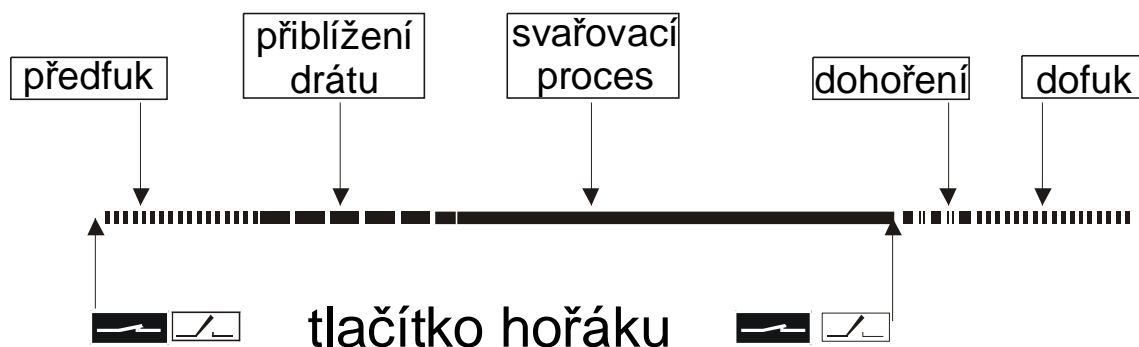 předfuk
přiblížení
drátu
svařovací
proces
dohoření
dofuk
tlačítko hořáku